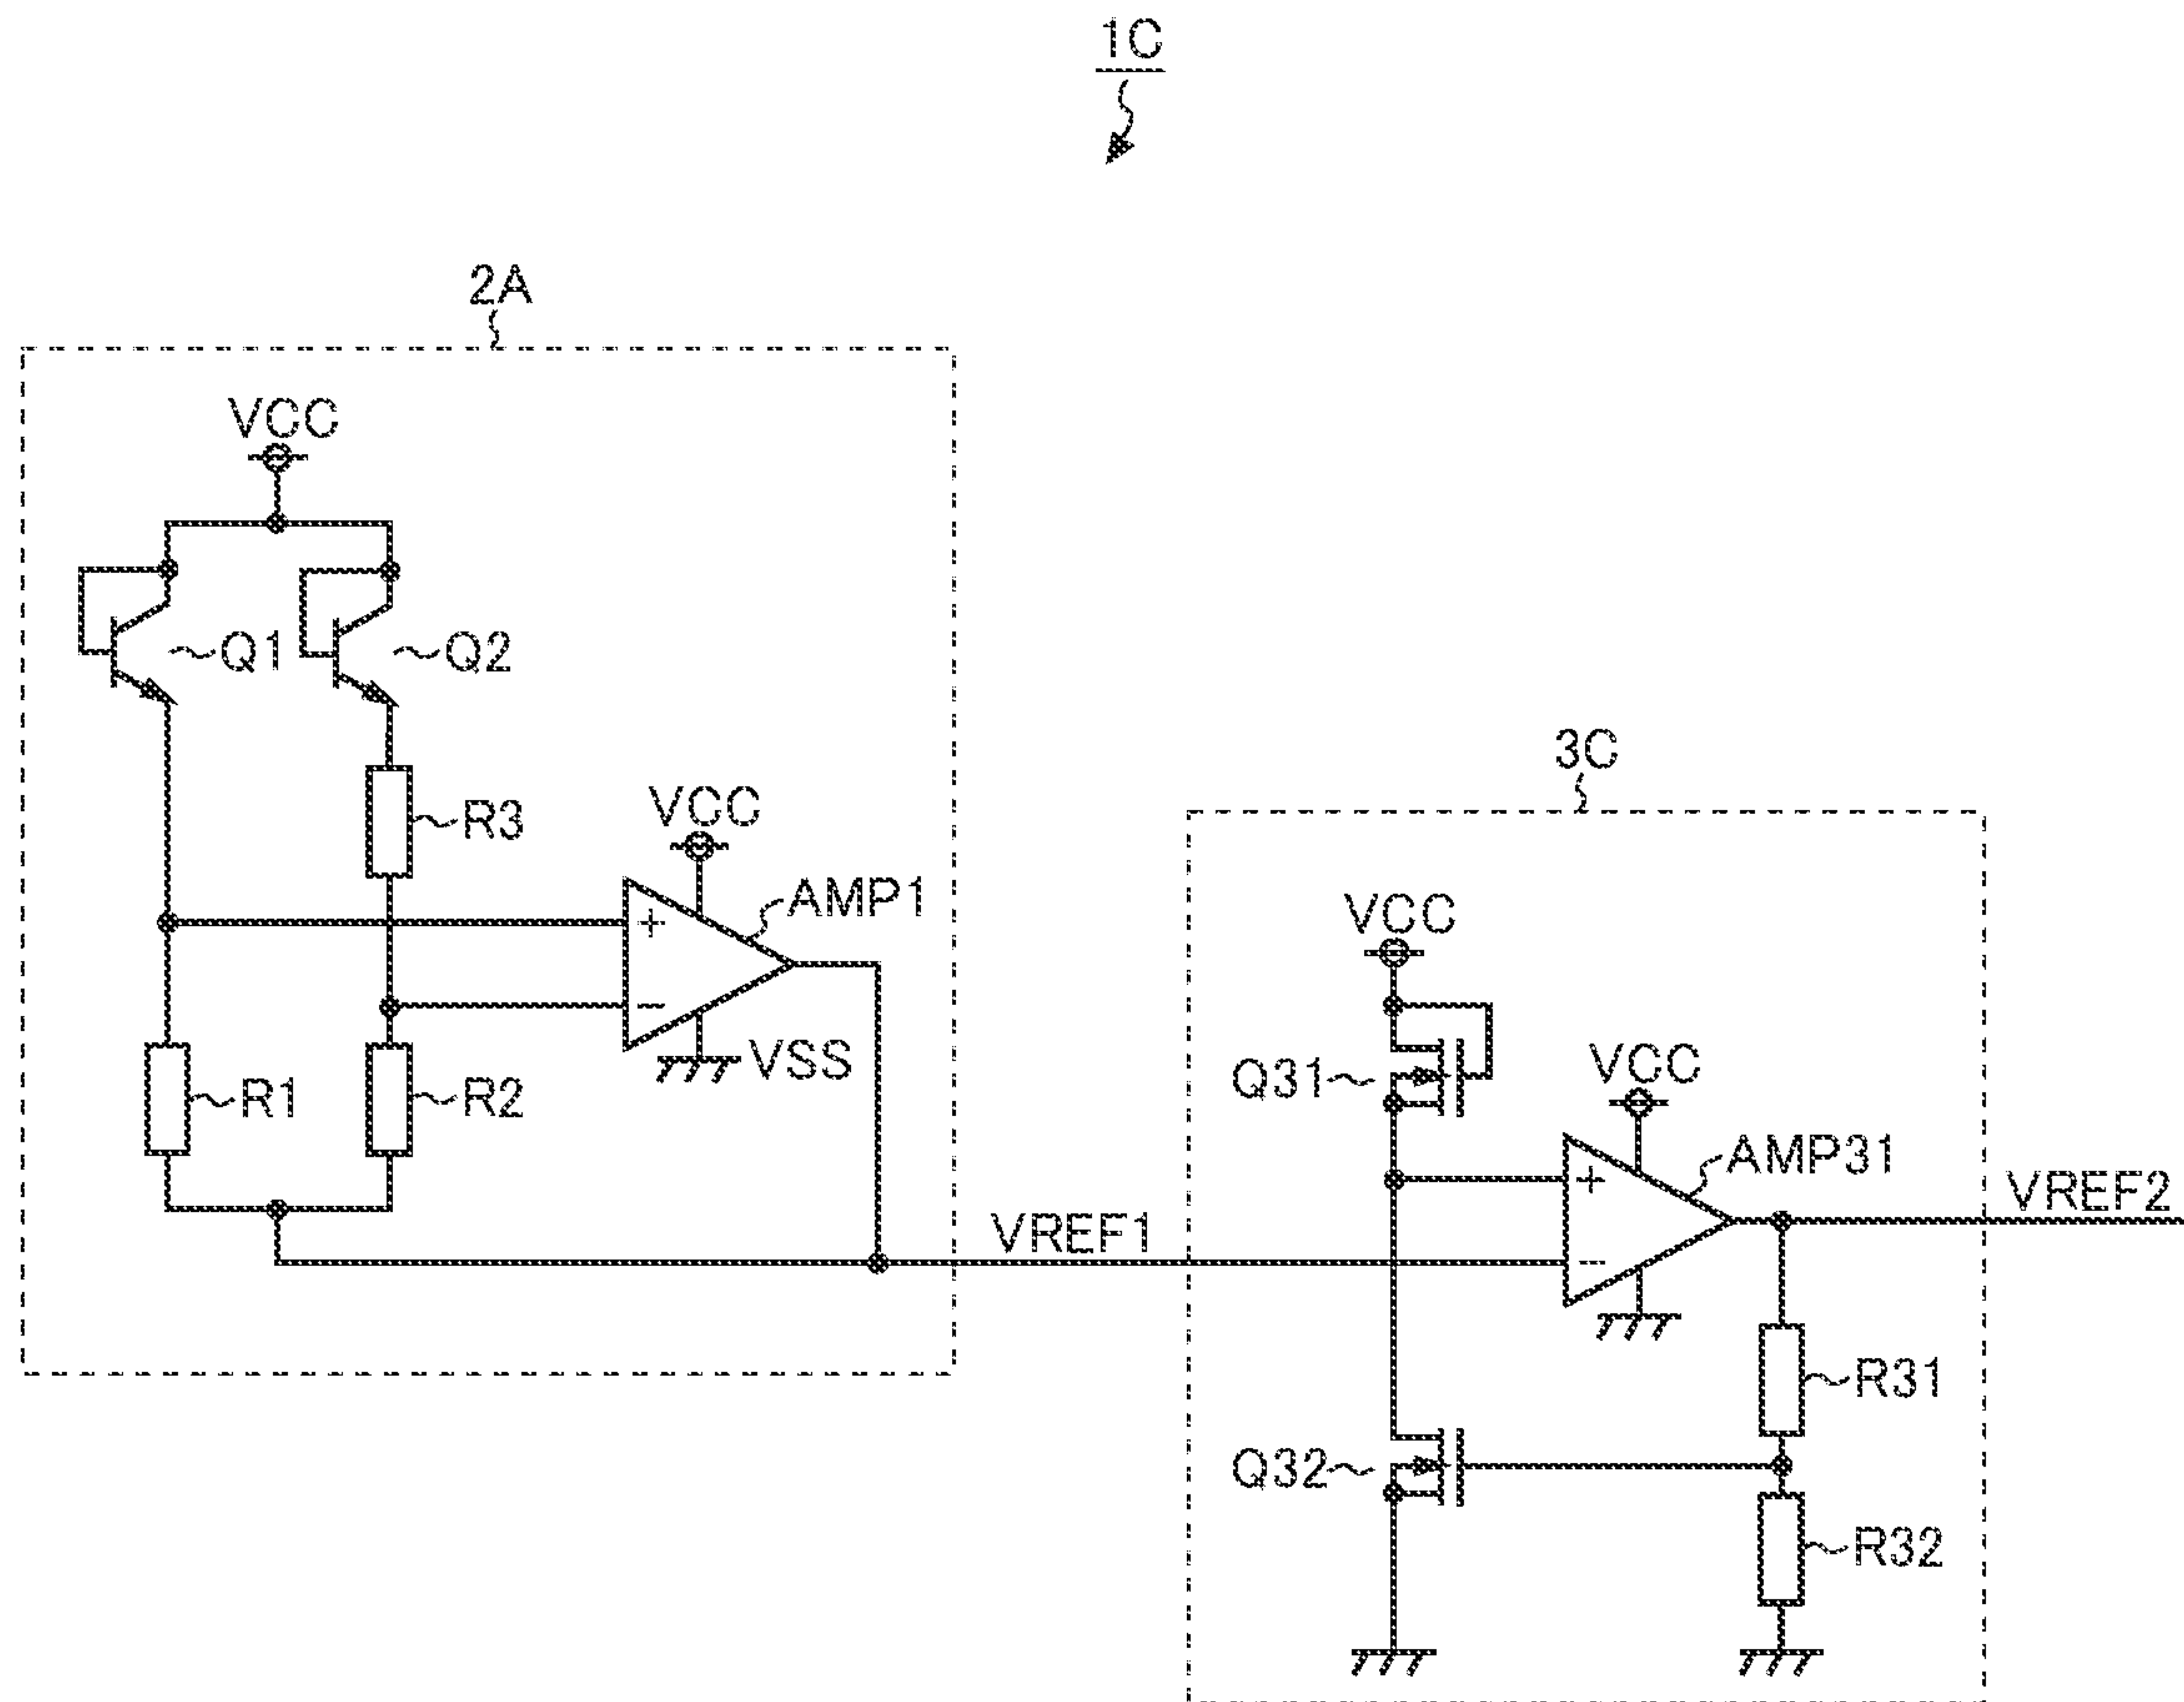 1C
2A
VCC
Q1
Q2
R3
VCC
AMP1
+
−
VSS
R1
R2
VREF1
3C
VCC
Q31
VCC
AMP31
+
−
VREF2
R31
Q32
R32